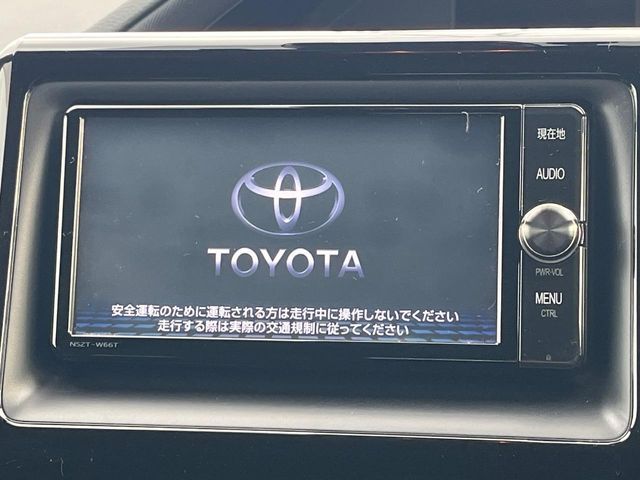 現在地
AUDIO
TOYOTA
PWR-VOL
MENU
CTRL
安全運転のために運転される方は走行中に操作しないでください
走行する際は実際の交通規制に従ってください
NSZT-W66T